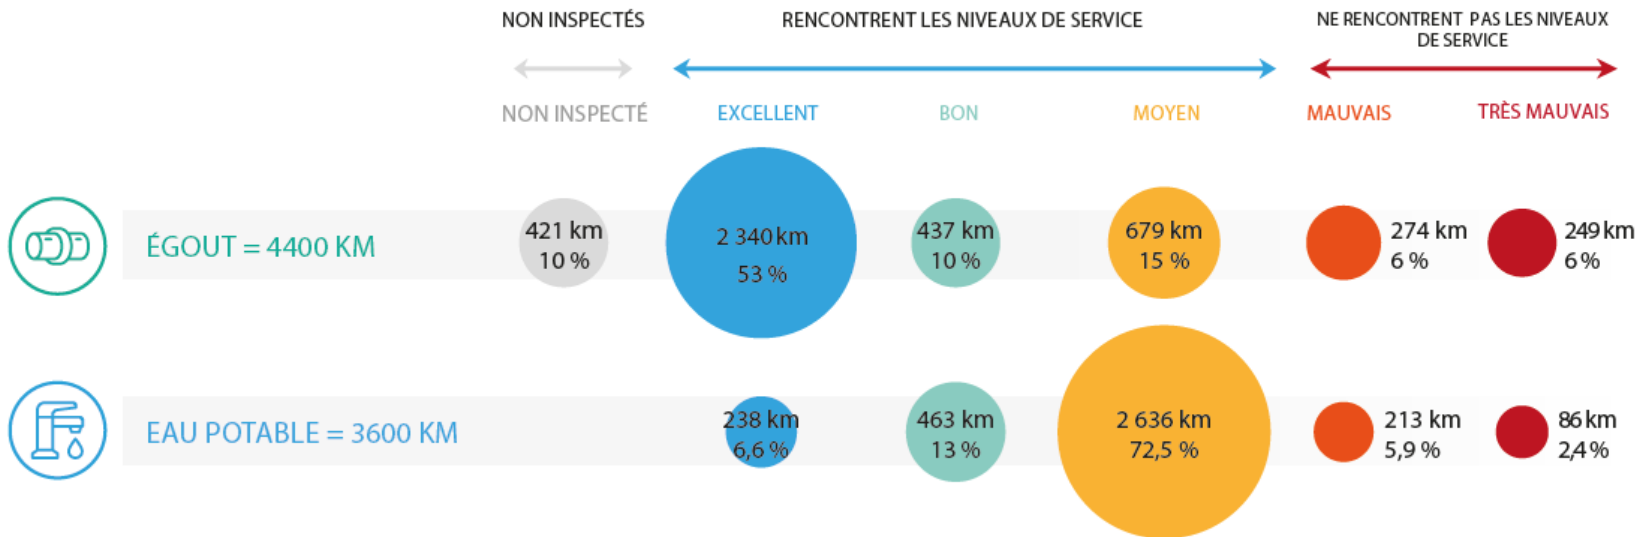 NON INSPECTÉS
RENCONTRENT LES NIVEAUX DE SERVICE
NE RENCONTRENT PAS LES NIVEAUX
DE SERVICE
NON INSPECTÉ
EXCELLENT
BON
MOYEN
MAUVAIS
TRÈS MAUVAIS
ÉGOUT = 4400 KM
421 km
10 %
2 340 km
53 %
437 km
10 %
679 km
15 %
274 km
6 %
249 km
6 %
EAU POTABLE = 3600 KM
238 km
6,6 %
463 km
13 %
2 636 km
72,5 %
213 km
5,9 %
86 km
2,4 %